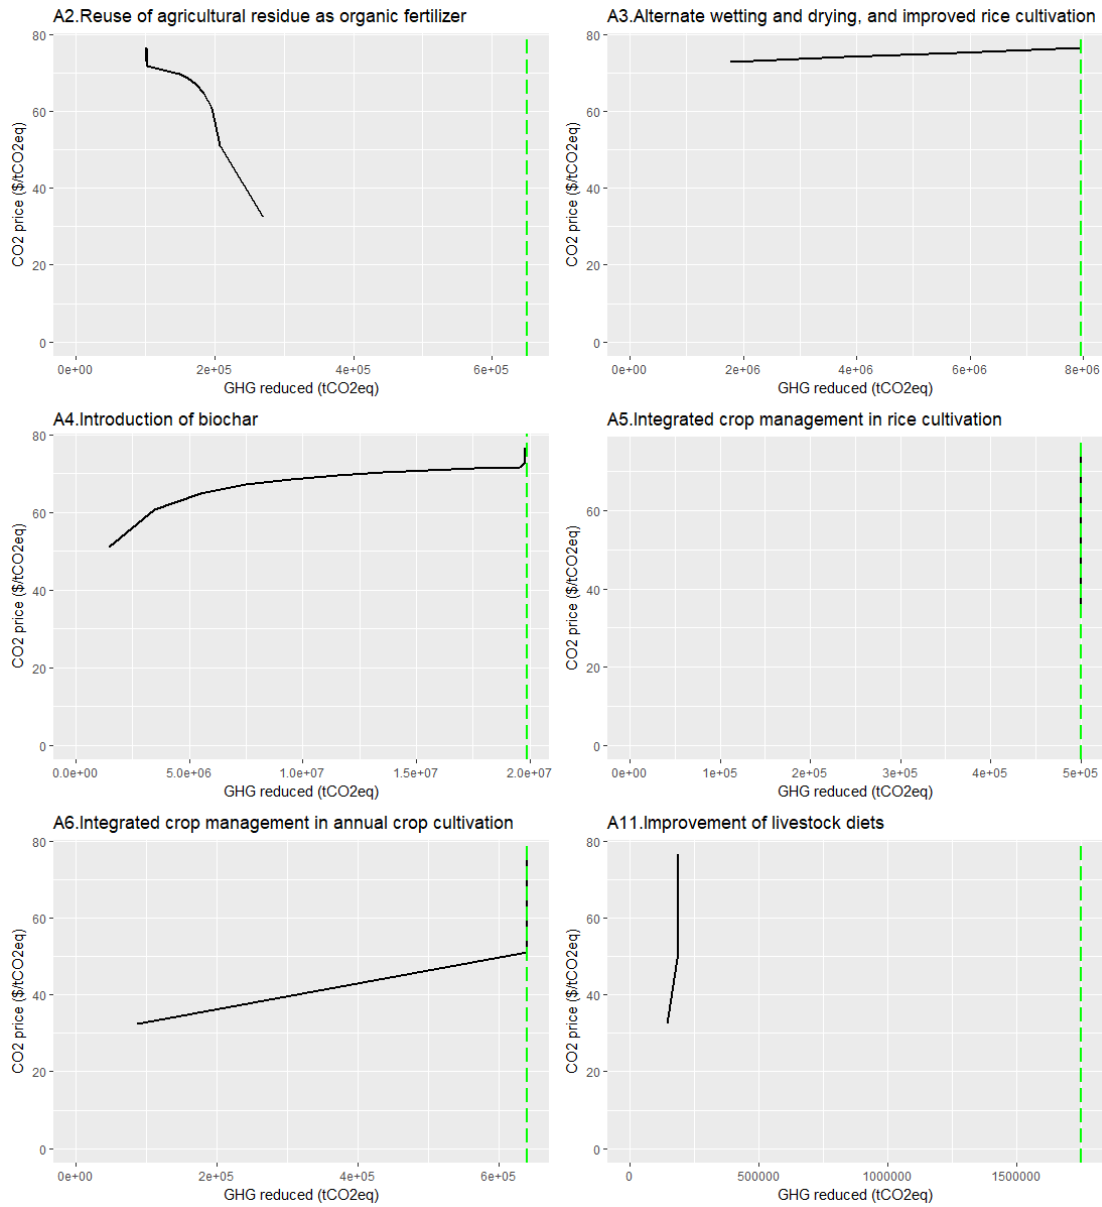 A2.Reuse of agricultural residue as organic fertilizer
80
60
40
20
0
CO2 price ($/tCO2eq)
0e+00 2e+05 4e+05 6e+05
GHG reduced (tCO2eq)
A3.Alternate wetting and drying, and improved rice cultivation
80
60
40
20
0
CO2 price ($/tCO2eq)
0e+00 2e+06 4e+06 6e+06 8e+06
GHG reduced (tCO2eq)
A4.Introduction of biochar
80
60
40
20
0
CO2 price ($/tCO2eq)
0.0e+00 5.0e+06 1.0e+07 1.5e+07 2.0e+07
GHG reduced (tCO2eq)
A5.Integrated crop management in rice cultivation
80
60
40
20
0
CO2 price ($/tCO2eq)
0e+00 1e+05 2e+05 3e+05 4e+05 5e+05
GHG reduced (tCO2eq)
A6.Integrated crop management in annual crop cultivation
80
60
40
20
0
CO2 price ($/tCO2eq)
0e+00 2e+05 4e+05 6e+05
GHG reduced (tCO2eq)
A11.Improvement of livestock diets
80
60
40
20
0
CO2 price ($/tCO2eq)
0 500000 1000000 1500000
GHG reduced (tCO2eq)